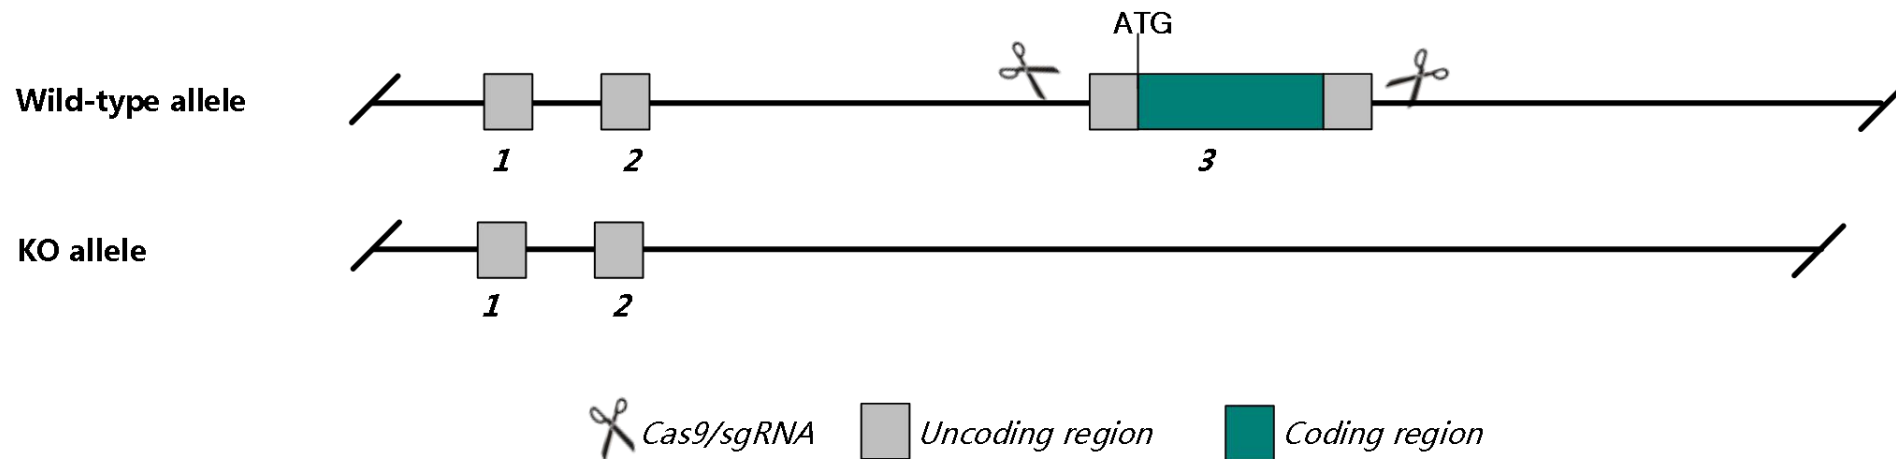 ATG
Wild-type allele
1 2 3
KO allele
1 2
Cas9/sgRNA Uncoding region Coding region